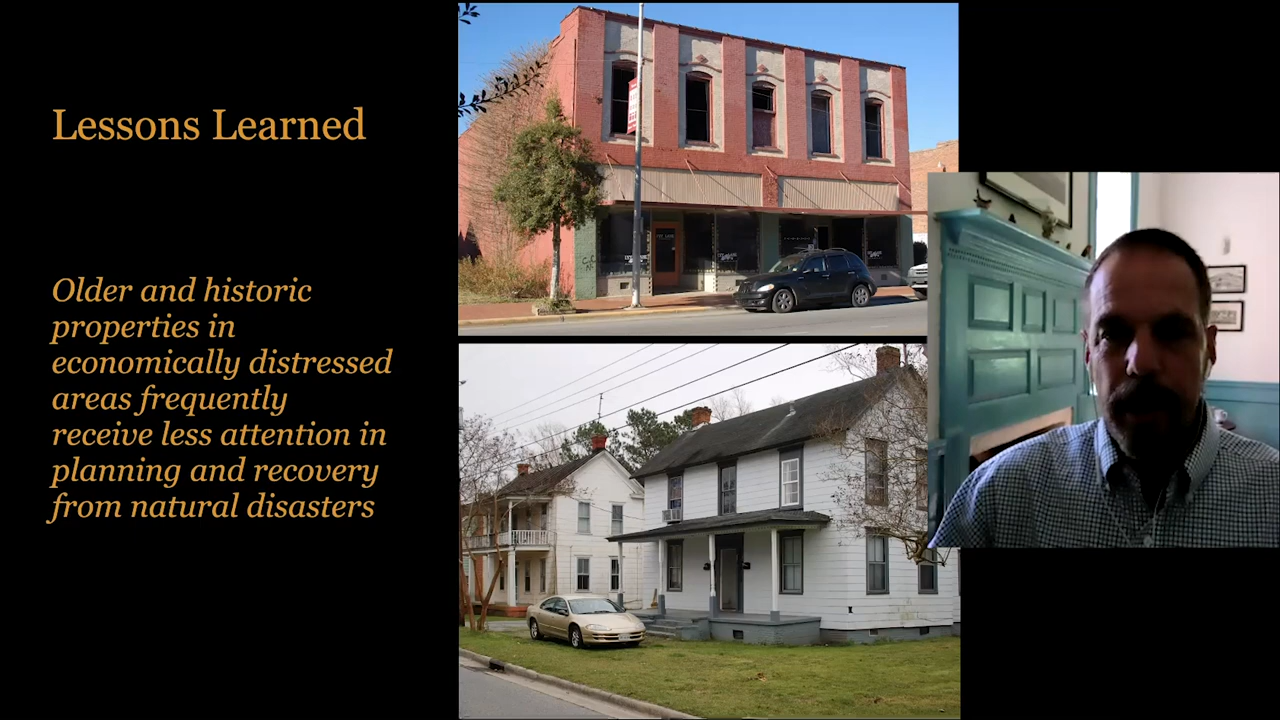 Lessons Learned
Older and historic
properties in
economically distressed
areas frequently
receive less attention in
planning and recovery
from natural disasters